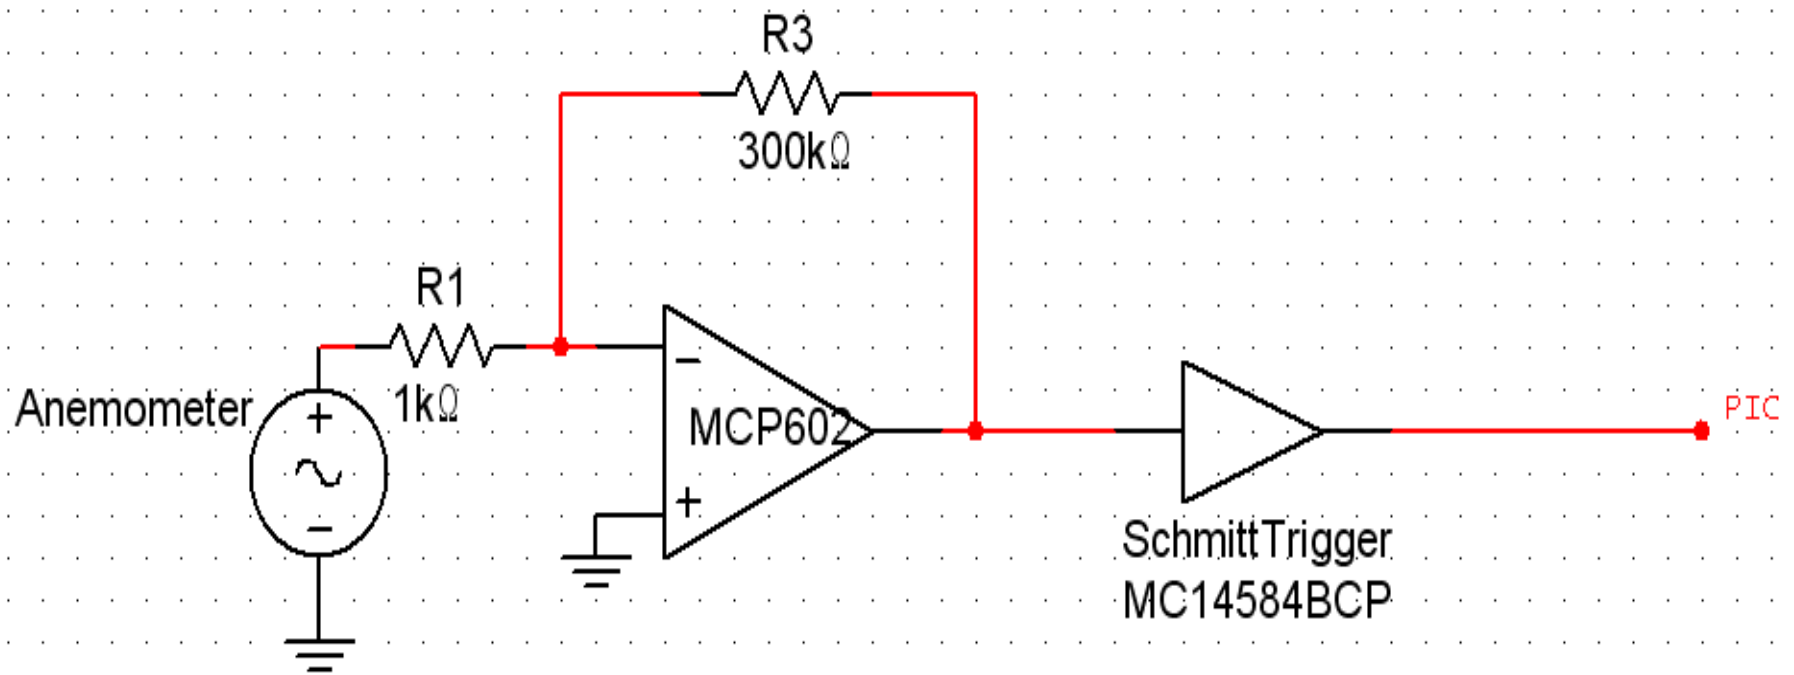 R3
300kΩ
R1
1kΩ
Anemometer
+
−
−
MCP602
+
PIC
SchmittTrigger
MC14584BCP